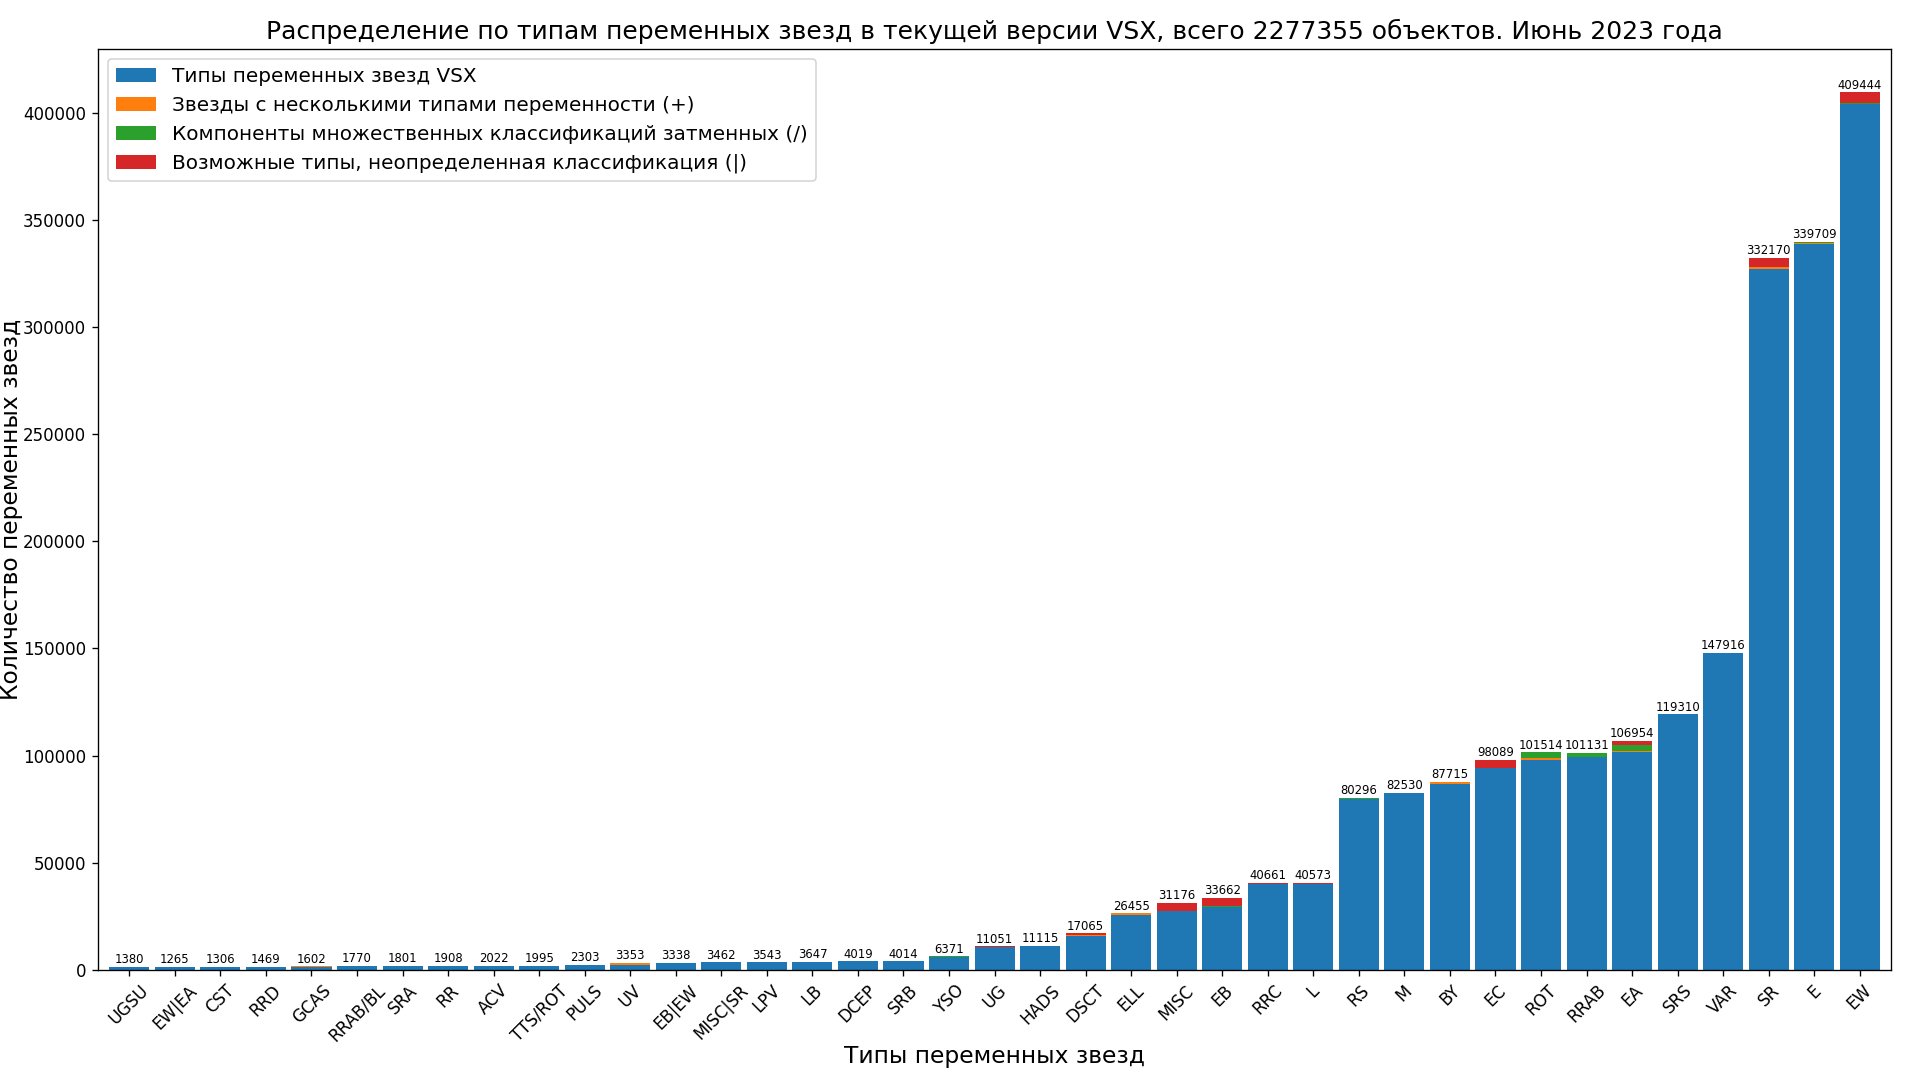 Распределение по типам переменных звезд в текущей версии VSX, всего 2277355 объектов. Июнь 2023 года
Типы переменных звезд VSX
Звезды с несколькими типами переменности (+)
Компоненты множественных классификаций затменных (/)
Возможные типы, неопределенная классификация (|)
Количество переменных звезд
400000
350000
300000
250000
200000
150000
100000
50000
0
1380 1265 1306 1469 1602 1770 1801 1908 2022 1995 2303 3353 3338 3462 3543 3647 4019 4014 6371 11051 11115 17065 26455 31176 33662 40661 40573 80296 82530 87715 98089 101514 101131 106954 119310 147916 332170 339709 409444
UGSU EW|EA CST RRD GCAS RRAB/BL SRA RR ACV TTS/ROT PULS UV EB|EW MISC|SR LPV LB DCEP SRB YSO UG HADS DSCT ELL MISC EB RRC L RS M BY EC ROT RRAB EA SRS VAR SR E EW
Типы переменных звезд